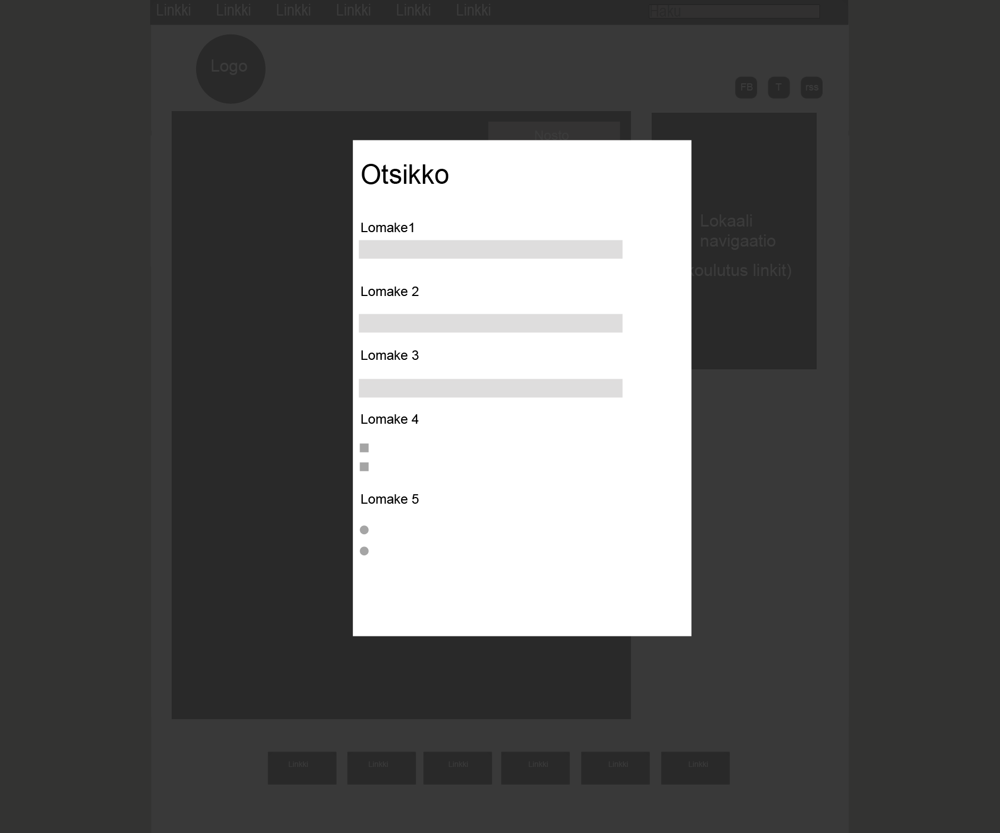 Linkki Linkki Linkki Linkki Linkki Linkki Haku
Logo
FB T rss
Nosto
Otsikko
Lomake1
Lomake 2
Lomake 3
Lomake 4
Lomake 5
Lokaali
navigaatio
koulutus linkit)
Linkki Linkki Linkki Linkki Linkki Linkki